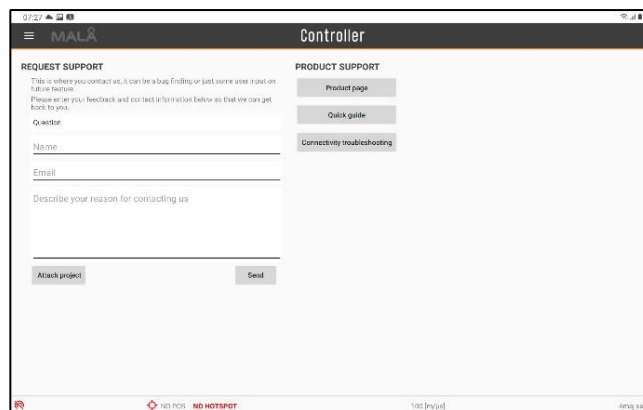 07:27
MALÅ
Controller
REQUEST SUPPORT
This is where you contact us, it can be a bug finding or just some user input on
future feature.
Please enter your feedback and contact information below so that we can get
back to you.
Question
Name
Email
Describe your reason for contacting us
Attach project
Send
PRODUCT SUPPORT
Product page
Quick guide
Connectivity troubleshooting
NO POS NO HOTSPOT
100 [m/µs]